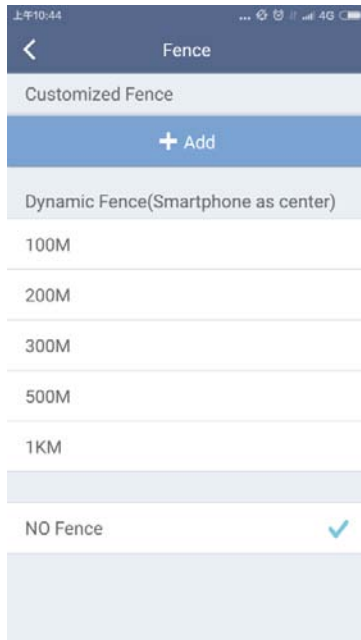 上午10:44
... 4G
Fence
Customized Fence
+ Add
Dynamic Fence(Smartphone as center)
100M
200M
300M
500M
1KM
NO Fence